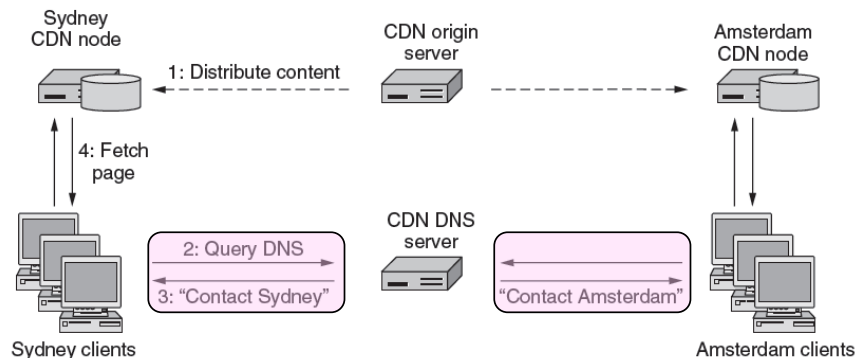 Sydney
CDN node
CDN origin
server
Amsterdam
CDN node
1: Distribute content
4: Fetch
page
2: Query DNS
3: “Contact Sydney”
CDN DNS
server
“Contact Amsterdam”
Sydney clients
Amsterdam clients